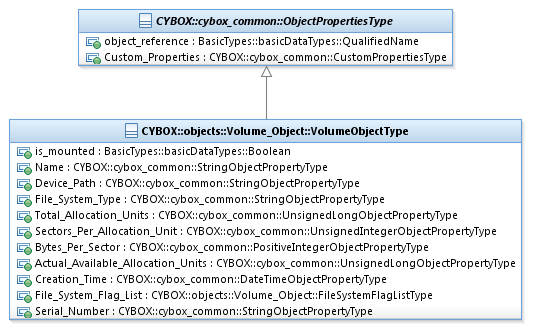 CYBOX::cybox_common::ObjectPropertiesType
object_reference : BasicTypes::basicDataTypes::QualifiedName
Custom_Properties : CYBOX::cybox_common::CustomPropertiesType
CYBOX::objects::Volume_Object::VolumeObjectType
is_mounted : BasicTypes::basicDataTypes::Boolean
Name : CYBOX::cybox_common::StringObjectPropertyType
Device_Path : CYBOX::cybox_common::StringObjectPropertyType
File_System_Type : CYBOX::cybox_common::StringObjectPropertyType
Total_Allocation_Units : CYBOX::cybox_common::UnsignedLongObjectPropertyType
Sectors_Per_Allocation_Unit : CYBOX::cybox_common::UnsignedIntegerObjectPropertyType
Bytes_Per_Sector : CYBOX::cybox_common::PositiveIntegerObjectPropertyType
Actual_Available_Allocation_Units : CYBOX::cybox_common::UnsignedLongObjectPropertyType
Creation_Time : CYBOX::cybox_common::DateTimeObjectPropertyType
File_System_Flag_List : CYBOX::objects::Volume_Object::FileSystemFlagListType
Serial_Number : CYBOX::cybox_common::StringObjectPropertyType